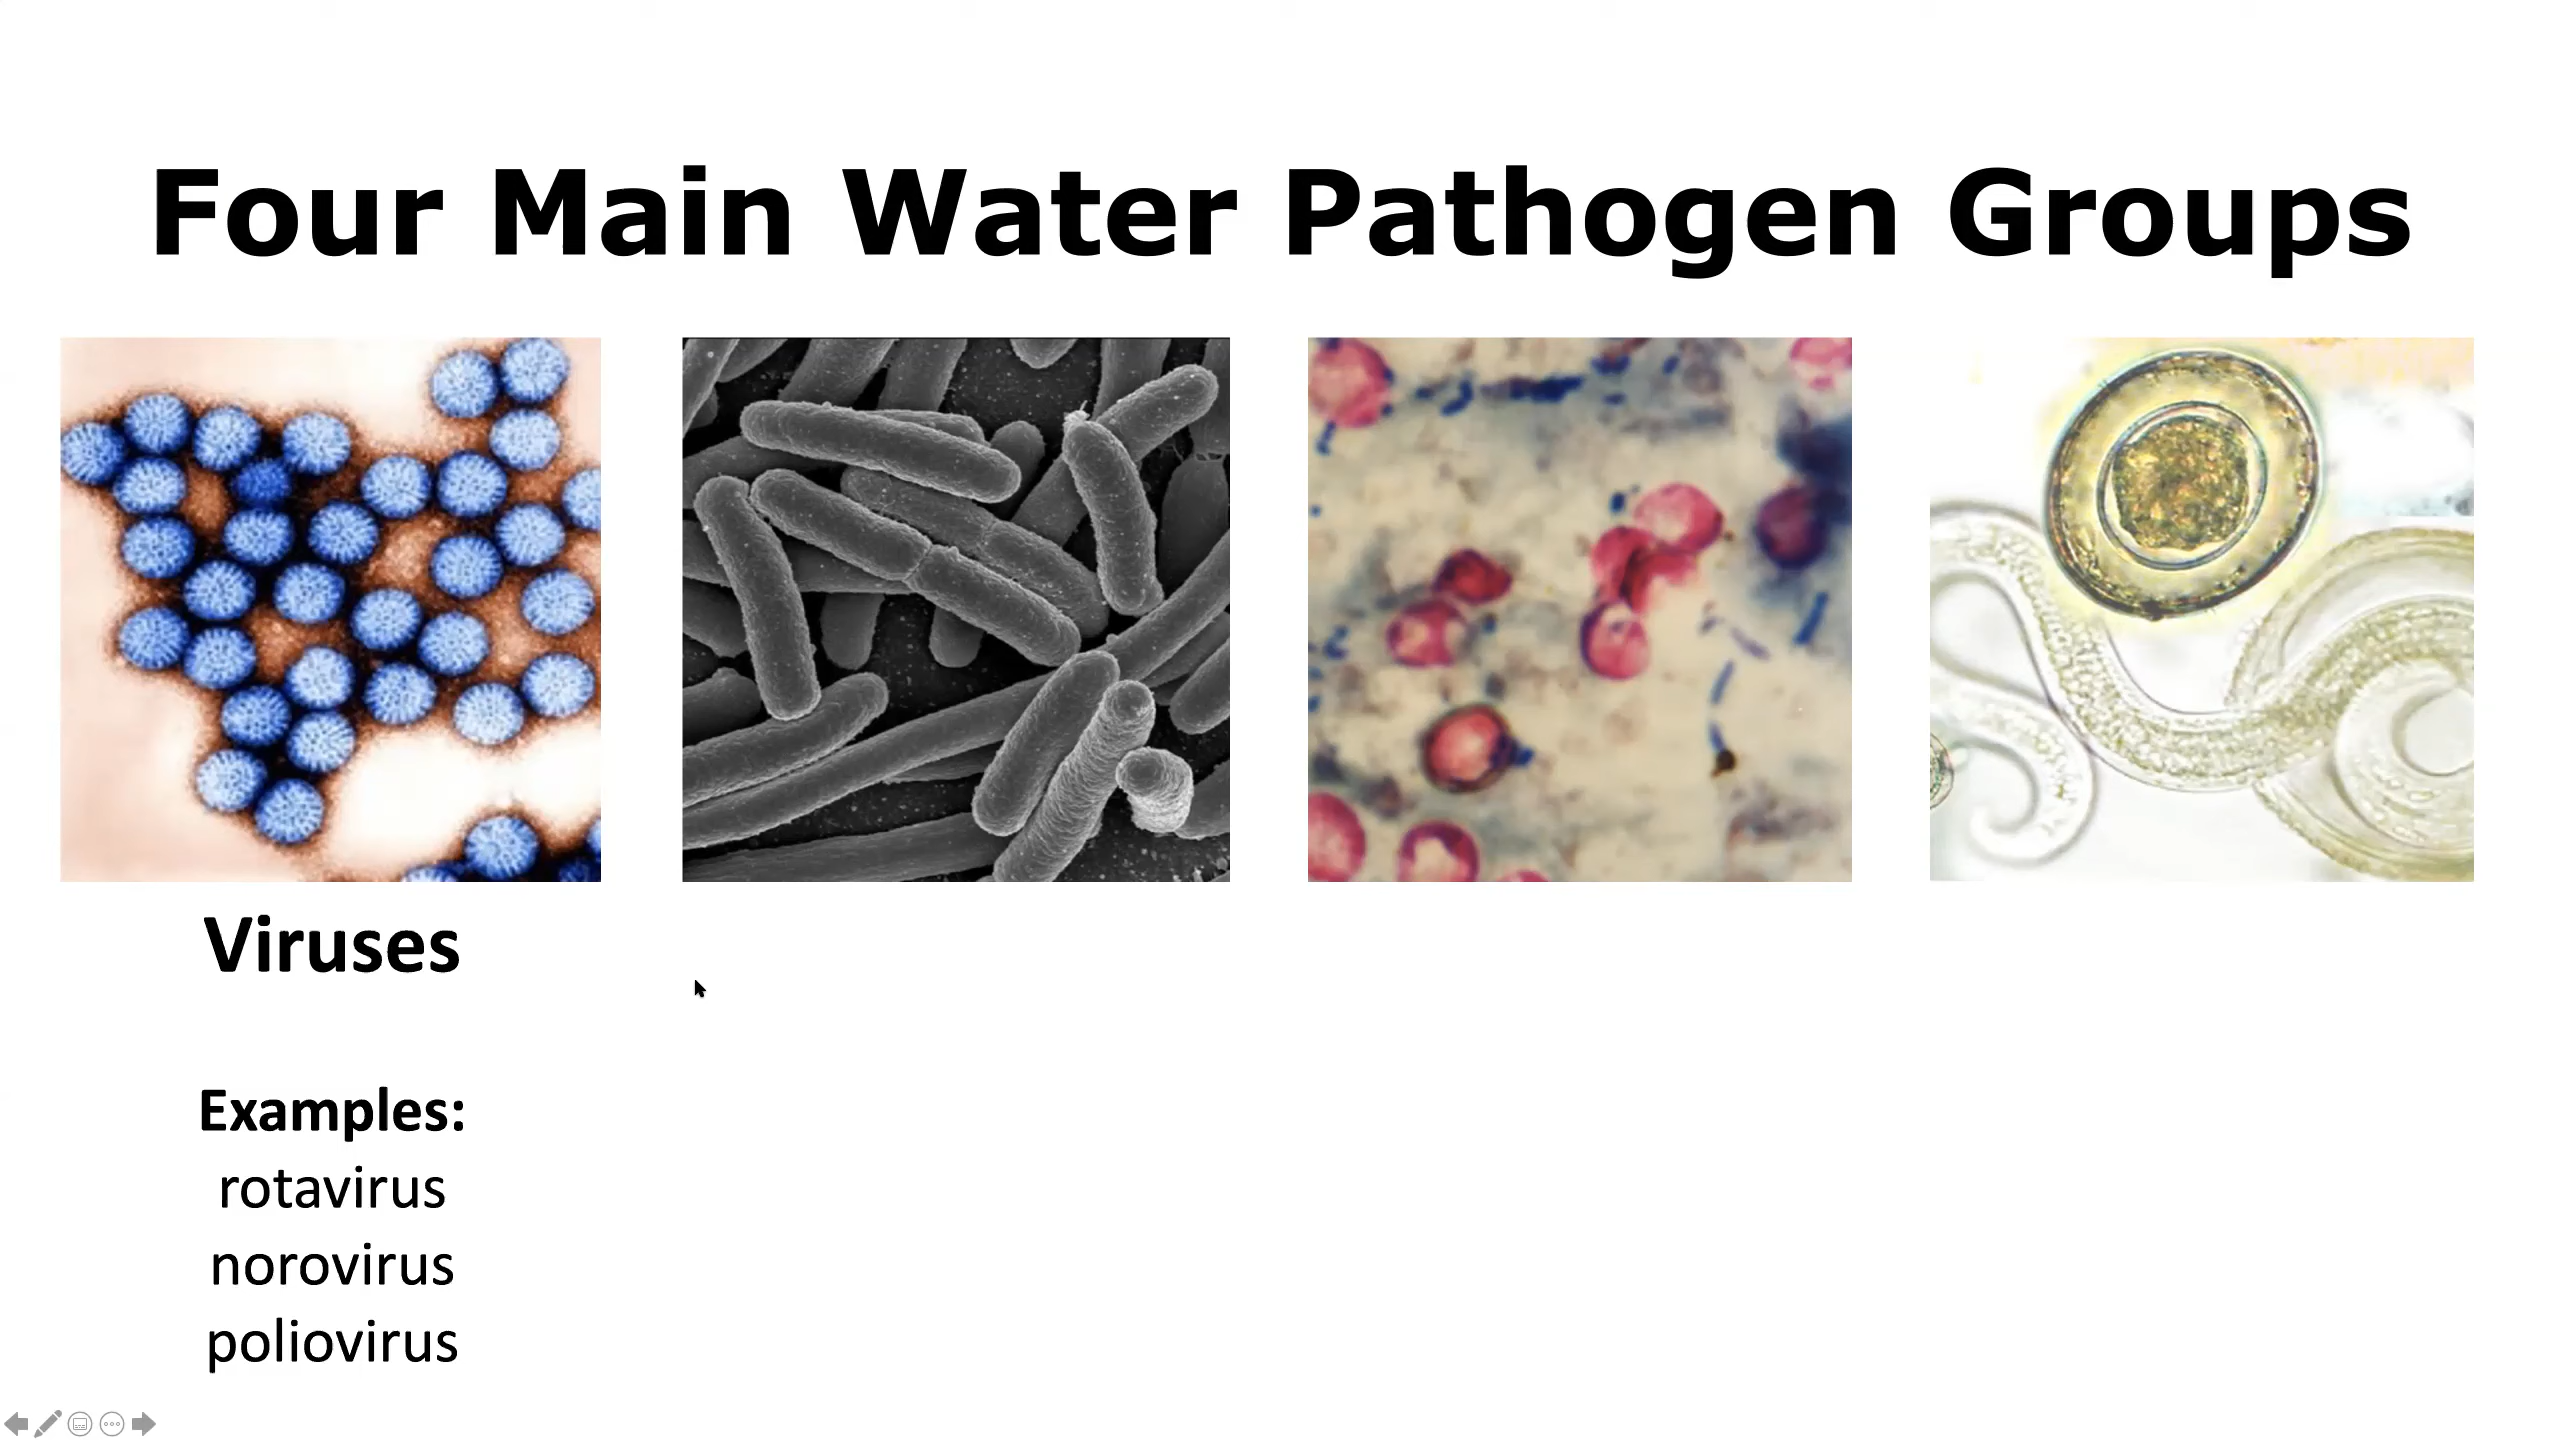 Four Main Water Pathogen Groups
Viruses
Examples:
rotavirus
norovirus
poliovirus